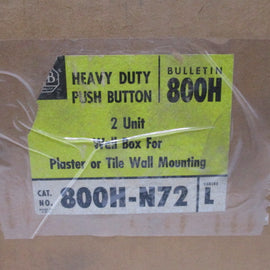 B
HEAVY DUTY
PUSH BUTTON
BULLETIN
800H
2 Unit
Wall Box For
Plaster or Tile Wall Mounting
CAT.
NO.
800H-N72
SERIES
L